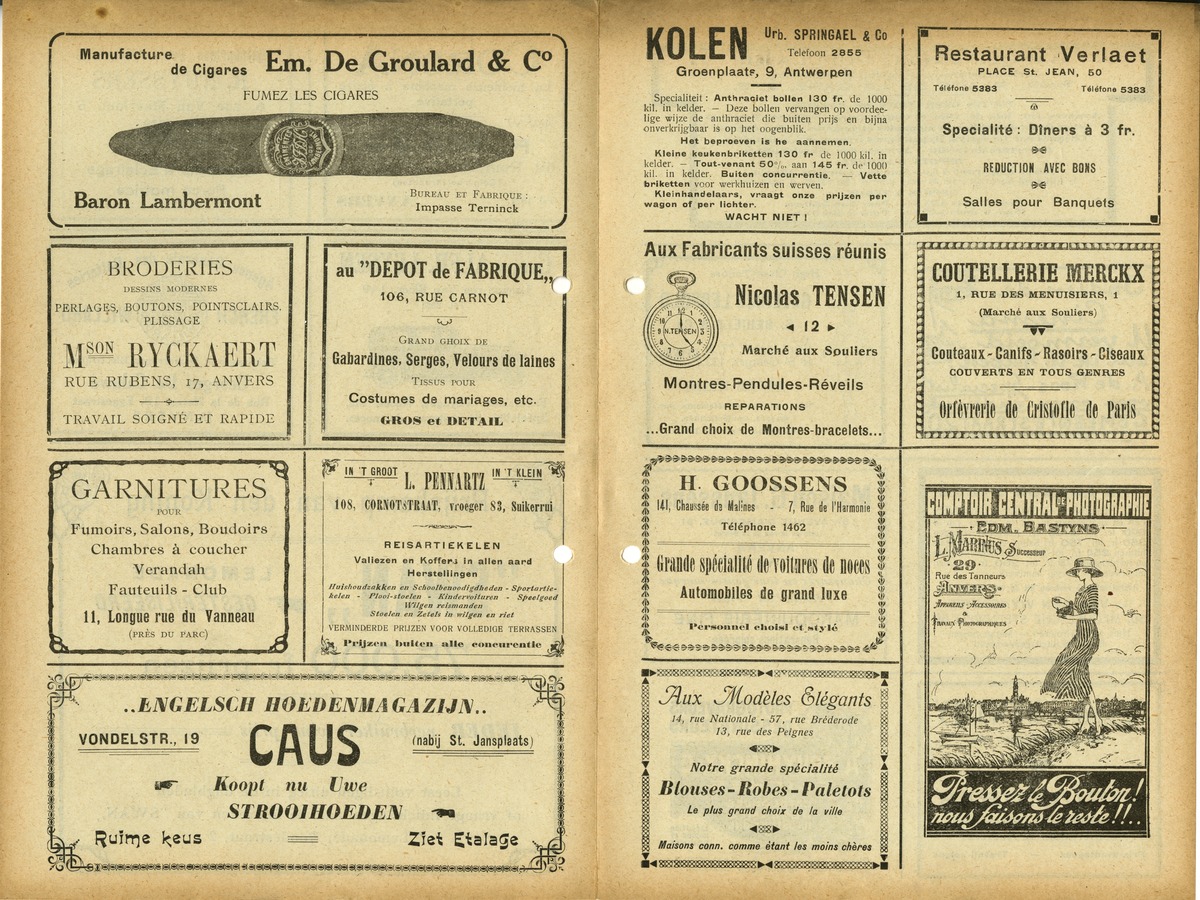 Manufacture
de Cigares
Em. De Groulard & Co
FUMEZ LES CIGARES
Baron Lambermont
BUREAU ET FABRIQUE :
Impasse Terninck
BRODERIES
DESSINS MODERNES
PERLAGES, BOUTONS, POINTSCLAIRS,
PLISSAGE
MSON RYCKAERT
RUE RUBENS, 17, ANVERS
TRAVAIL SOIGNÉ ET RAPIDE
au "DEPOT de FABRIQUE„
106, RUE CARNOT
GRAND CHOIX DE
Gabardines, Serges, Velours de laines
TISSUS POUR
Costumes de mariages, etc.
GROS et DETAIL
GARNITURES
POUR
Fumoirs, Salons, Boudoirs
Chambres à coucher
Verandah
Fauteuils - Club
11, Longue rue du Vanneau
(PRÈS DU PARC)
IN 'T GROOT
L. PENNARTZ
IN 'T KLEIN
108, CORNOTSTRAAT, vroeger 83, Suikerrui
REISARTIEKELEN
Valiezen en Koffers in allen aard
Herstellingen
Huishoudzakken en Schoolbenoodigdheden - Sportartie-
kelen - Plooi-stoelen - Kindervoituren - Speelgoed
Wilgen reismanden
Stoelen en Zetels in wilgen en riet
VERMINDERDE PRIJZEN VOOR VOLLEDIGE TERRASSEN
Prijzen buiten alle concurentie
..ENGELSCH HOEDENMAGAZIJN..
VONDELSTR., 19
CAUS
(nabij St. Jansplaats)
Koopt nu Uwe
STROOIHOEDEN
Ruime keus
Ziet Etalage
KOLEN
Urb. SPRINGAEL & Co
Telefoon 2855
Groenplaats, 9, Antwerpen
Specialiteit : Anthraciet bollen 130 fr. de 1000
kil. in kelder. — Deze bollen vervangen op voordee-
lige wijze de anthraciet die buiten prijs en bijna
onverkrijgbaar is op het oogenblik.
Het beproeven is he aannemen.
Kleine keukenbriketten 130 fr de 1000 kil. in
kelder. — Tout-venant 50% aan 145 fr. de 1000
kil. in kelder. Buiten concurentie. — Vette
briketten voor werkhuizen en werven.
Kleinhandelaars, vraagt onze prijzen per
wagon of per lichter.
WACHT NIET !
Restaurant Verlaet
PLACE St. JEAN, 50
Téléfone 5383
Téléfone 5383
Specialité : Dîners à 3 fr.
REDUCTION AVEC BONS
Salles pour Banquets
Aux Fabricants suisses réunis
N.TENSEN
Nicolas TENSEN
12
Marché aux Souliers
Montres-Pendules-Réveils
REPARATIONS
...Grand choix de Montres-bracelets...
COUTELLERIE MERCKX
1, RUE DES MENUISIERS, 1
(Marché aux Souliers)
Couteaux - Canifs - Rasoirs - Ciseaux
COUVERTS EN TOUS GENRES
Orfèvrerie de Cristofle de Paris
H. GOOSSENS
141, Chaussée de Malines - 7, Rue de l'Harmonie
Téléphone 1462
Grande spécialité de voitures de noces
Automobiles de grand luxe
Personnel choisi et stylé
Aux Modèles Elégants
14, rue Nationale - 57, rue Bréderode
13, rue des Peignes
Notre grande spécialité
Blouses-Robes-Paletots
Le plus grand choix de la ville
Maisons conn. comme étant les moins chères
COMPTOIR CENTRAL DE PHOTOGRAPHIE
EDM. BASTYNS
L. MARINUS Successeur
29
Rue des Tanneurs
ANVERS
APPAREILS - ACCESSOIRES
&
TRAVAUX PHOTOGRAPHIQUES
Pressez le Bouton !
nous faisons le reste !!..